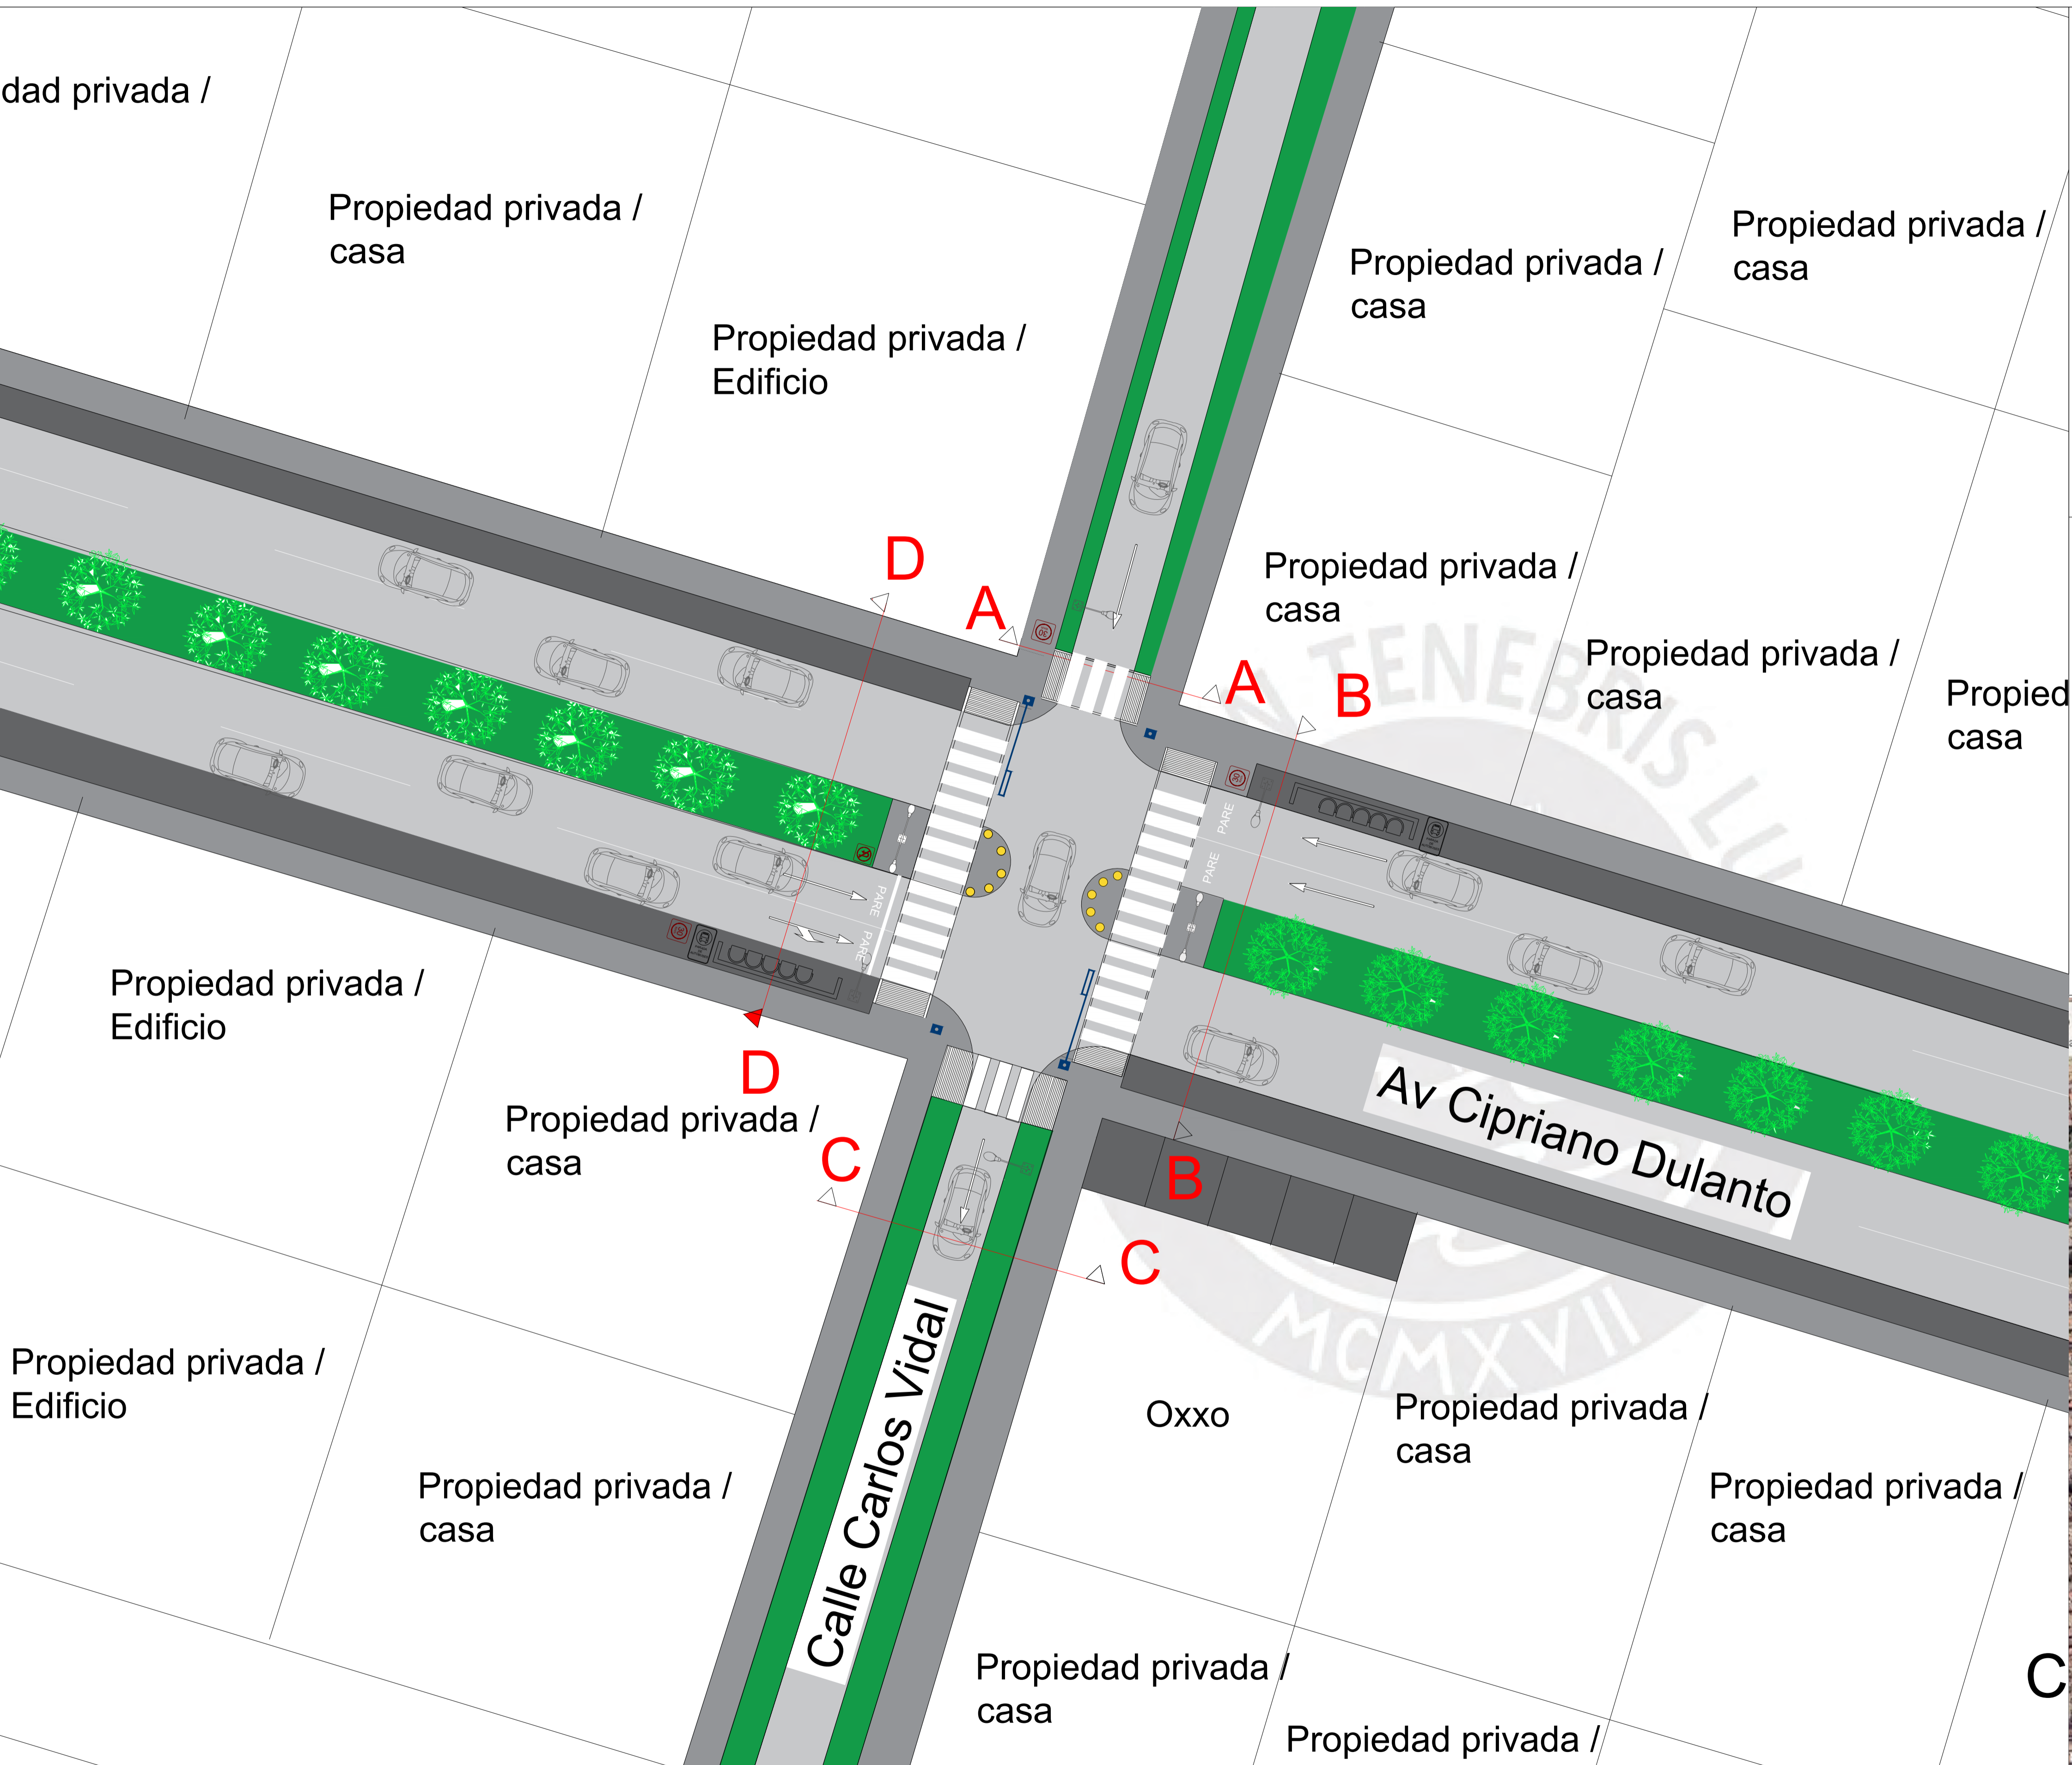 dad privada /
Propiedad privada /
casa
Propiedad privada /
Edificio
Propiedad privada /
casa
Propiedad privada /
casa
D
A
Propiedad privada /
casa
30
A
B
Propiedad privada /
casa
Propied
casa
TENEBRIS LU
PARE
PARE
PARE
PARE
D
Propiedad privada /
Edificio
Propiedad privada /
casa
C
B
C
Av Cipriano Dulanto
Calle Carlos Vidal
MCMXVII
Propiedad privada /
Edificio
Oxxo
Propiedad privada /
casa
Propiedad privada /
casa
Propiedad privada /
casa
Propiedad privada /
casa
Propiedad privada /
C